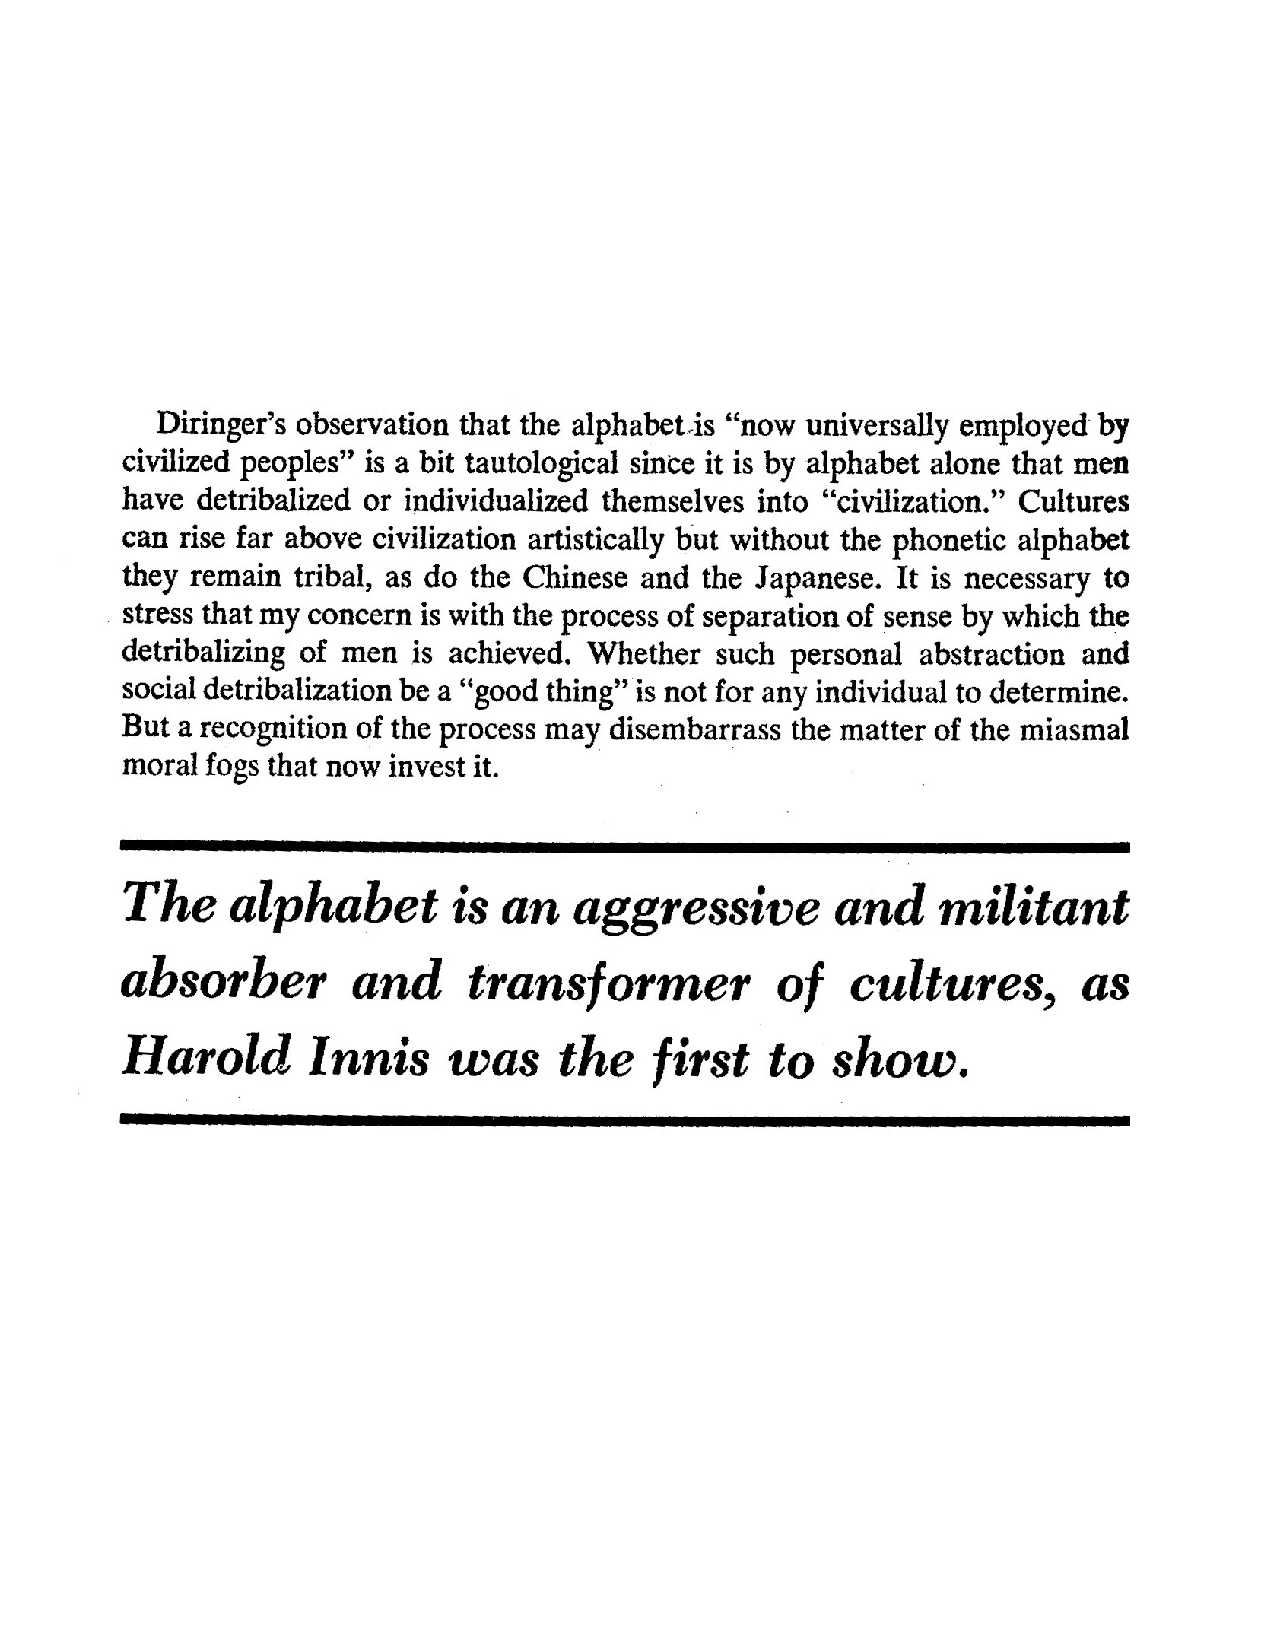 Diringer’s observation that the alphabet is “now universally employed by
civilized peoples” is a bit tautological since it is by alphabet alone that men
have detribalized or individualized themselves into “civilization.” Cultures
can rise far above civilization artistically but without the phonetic alphabet
they remain tribal, as do the Chinese and the Japanese. It is necessary to
stress that my concern is with the process of separation of sense by which the
detribalizing of men is achieved. Whether such personal abstraction and
social detribalization be a “good thing” is not for any individual to determine.
But a recognition of the process may disembarrass the matter of the miasmal
moral fogs that now invest it.
The alphabet is an aggressive and militant
absorber and transformer of cultures, as
Harold Innis was the first to show.